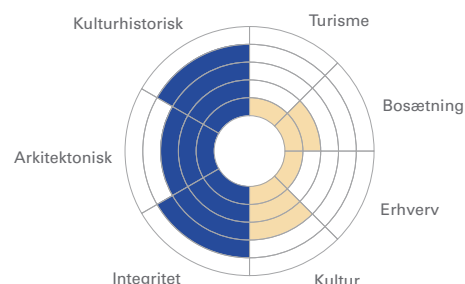 Kulturhistorisk
Turisme
Bosætning
Arkitektonisk
Erhverv
Integritet
Kultur